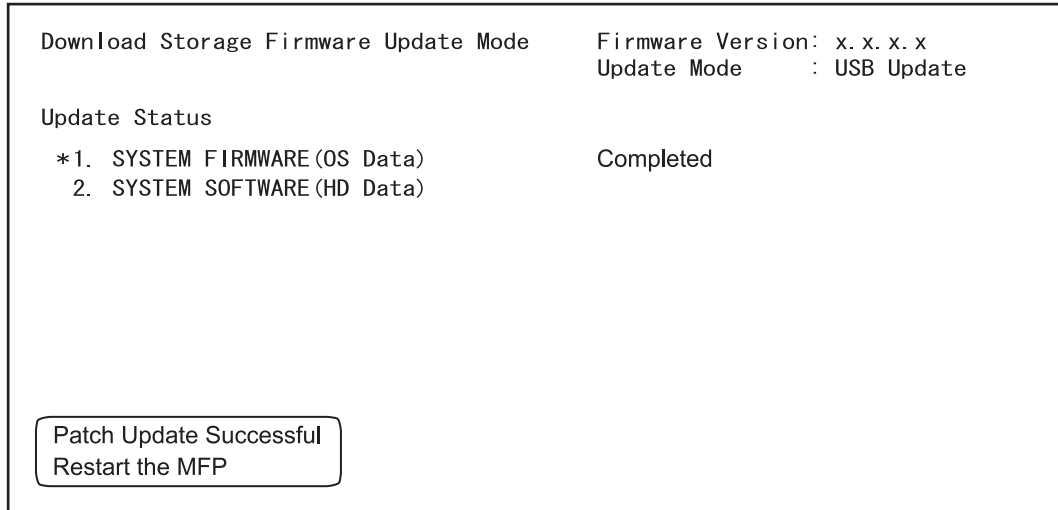 Download Storage Firmware Update Mode Firmware Version: x.x.x.x
Update Mode : USB Update
Update Status
*1. SYSTEM FIRMWARE(OS Data) Completed
2. SYSTEM SOFTWARE(HD Data)
Patch Update Successful
Restart the MFP